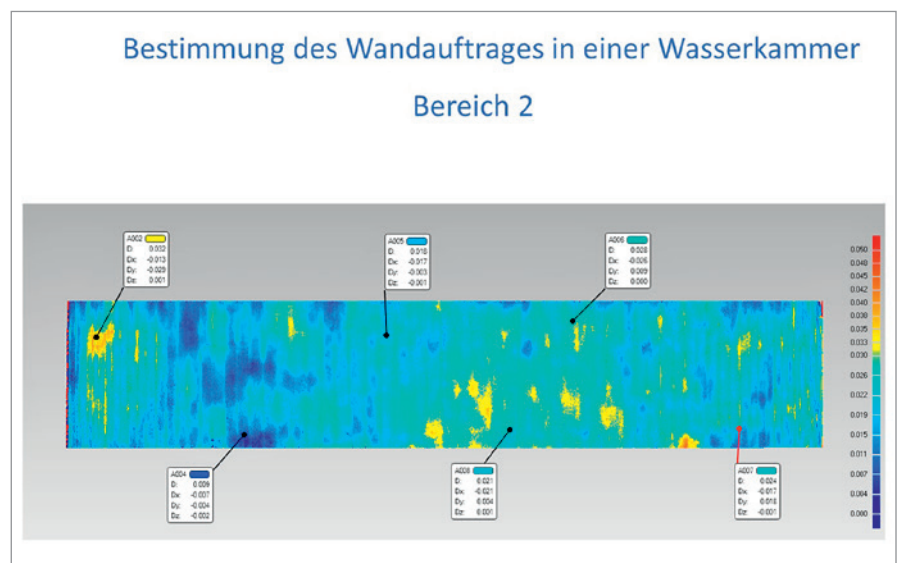 Bestimmung des Wandauftrages in einer Wasserkammer
Bereich 2
A002
D: 0.032
Dx: -0.013
Dy: -0.029
Dz: 0.001
A005
D: 0.018
Dx: -0.017
Dy: -0.003
Dz: -0.001
A006
D: 0.028
Dx: -0.026
Dy: 0.009
Dz: 0.000
0.050
0.040
0.045
0.042
0.040
0.035
0.033
0.030
0.026
0.022
0.019
0.015
0.011
0.007
0.004
0.000
A004
D: 0.009
Dx: -0.007
Dy: -0.004
Dz: -0.002
A008
D: 0.021
Dx: -0.021
Dy: 0.004
Dz: 0.001
A007
D: 0.024
Dx: -0.017
Dy: 0.018
Dz: -0.001